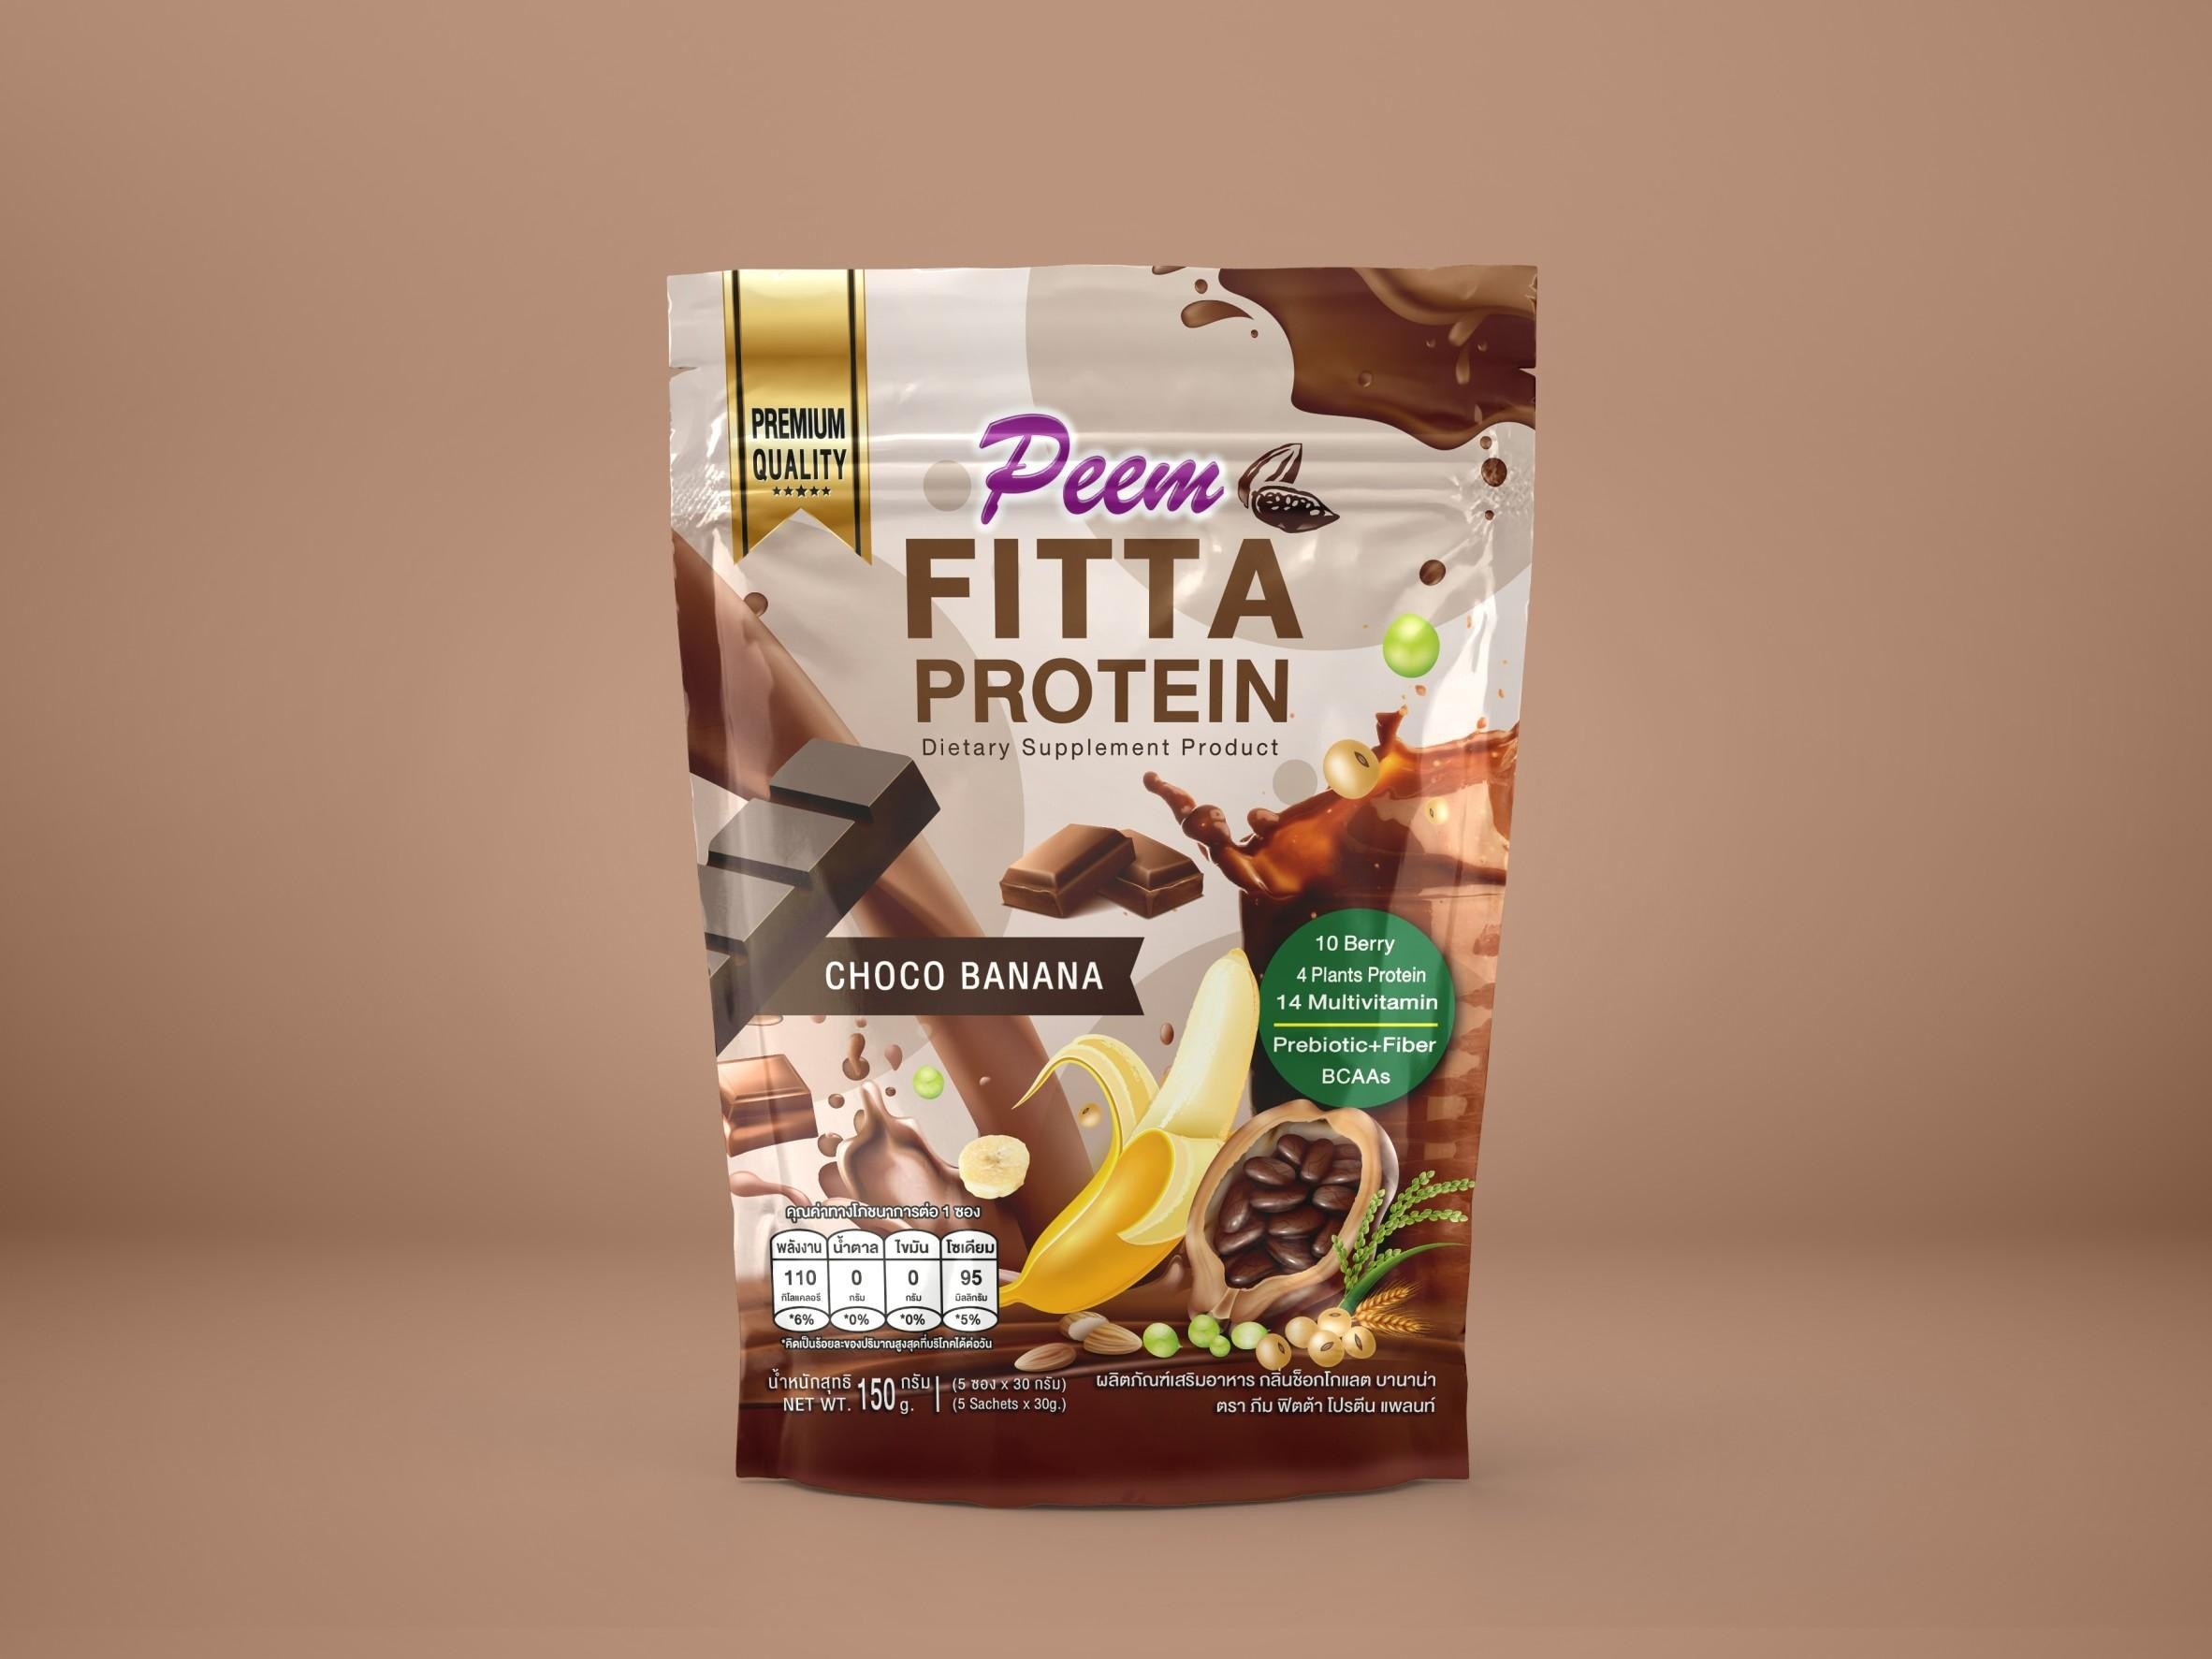 PREMIUM
QUALITY
Peem
FITTA
PROTEIN
Dietary Supplement Product
CHOCO BANANA
10 Berry
4 Plants Protein
14 Multivitamin
Prebiotic+Fiber
BCAAs
คุณค่าทางโภชนาการต่อ 1 ซอง
พลังงาน น้ำตาล ไขมัน โซเดียม
110 0 0 95
กิโลแคลอรี กรัม กรัม มิลลิกรัม
*6% *0% *0% *5%
*คิดเป็นร้อยละของปริมาณสูงสุดที่บริโภคได้ต่อวัน
น้ำหนักสุทธิ 150 กรัม | (5 ซอง x 30 กรัม)
NET WT. g. (5 Sachets x 30g.)
ผลิตภัณฑ์เสริมอาหาร กลิ่นช็อกโกแลต บานาน่า
ตรา ภีม ฟิตต้า โปรตีน แพลนท์